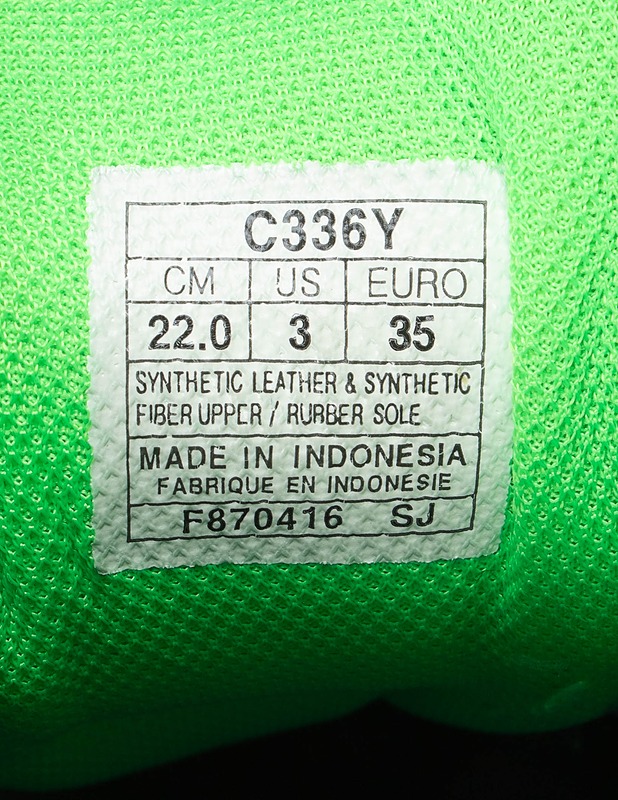 C336Y
CM US EURO
22.0 3 35
SYNTHETIC LEATHER & SYNTHETIC
FIBER UPPER / RUBBER SOLE
MADE IN INDONESIA
FABRIQUE EN INDONESIE
F870416 SJ